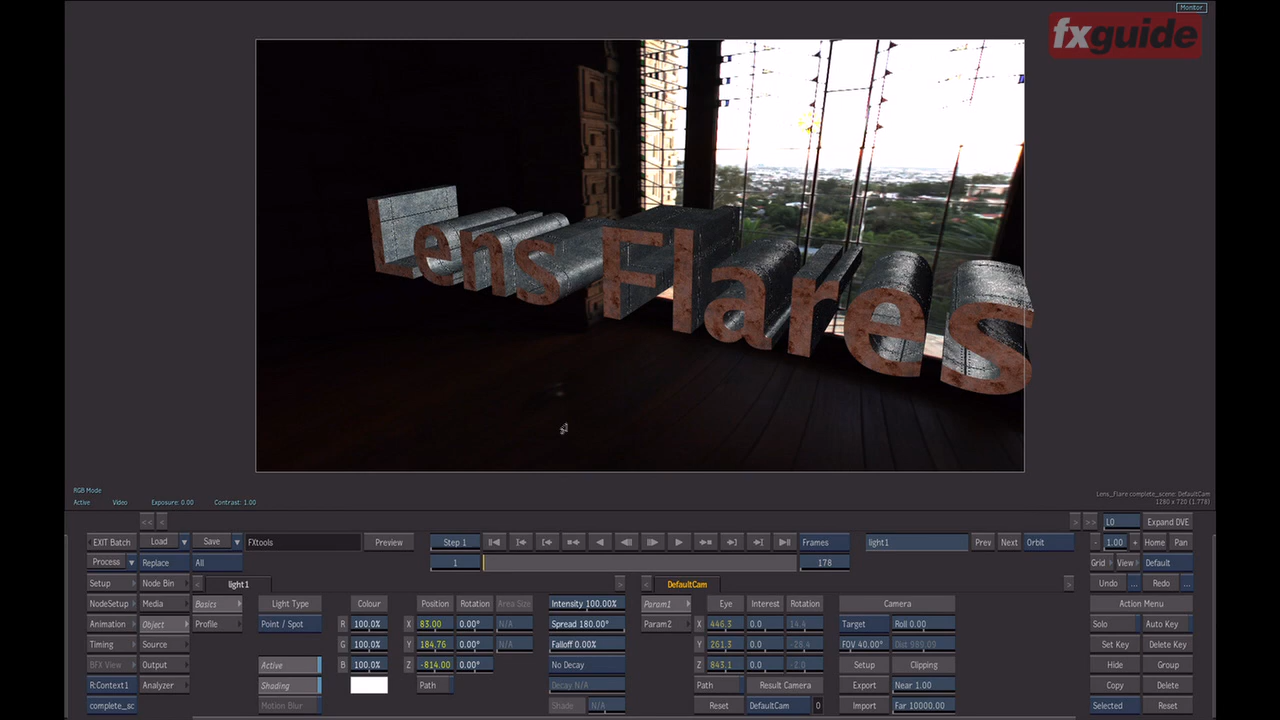 Monitor
fxguide
Lens Flares
RGB Mode
Active Video Exposure: 0.00 Contrast: 1.00
Lens_Flare complete_scene: DefaultCam
1280 x 720 (1.778)
<< < > >> L0 Expand DVE
EXIT Batch Load Save FXtools Preview Step 1 Frames light1 Prev Next Orbit - 1.00 + Home Pan
Process Replace All 1 178 Grid View Default
Setup Node Bin < light1 > < DefaultCam > Undo ... Redo ...
NodeSetup Media Basics Light Type Colour Position Rotation Area Size Intensity 100.00% Param1 Eye Interest Rotation Camera Action Menu
Animation Object Profile Point / Spot R 100.0% X 83.00 0.00° N/A Spread 180.00° Param2 X 446.3 0.0 14.4 Target Roll 0.00 Solo Auto Key
Timing Source G 100.0% Y 184.76 0.00° N/A Falloff 0.00% Y 261.3 0.0 -28.4 FOV 40.00° Dist 990.09 Set Key Delete Key
BFX View Output Active B 100.0% Z -814.00 0.00° No Decay Z 843.1 0.0 -2.0 Setup Clipping Hide Group
R:Context1 Analyzer Shading Path Decay N/A Path Result Camera Export Near 1.00 Copy Delete
complete_sc Motion Blur Shade N/A Reset DefaultCam 0 Import Far 10000.00 Selected Reset